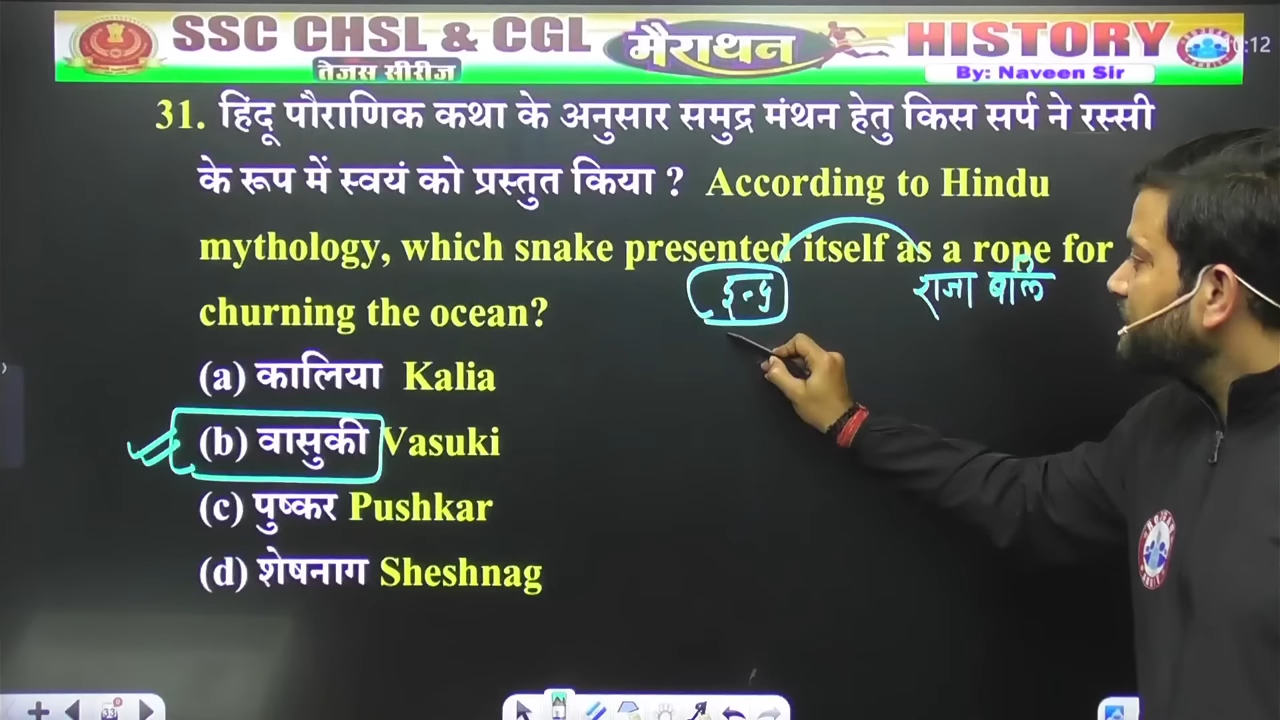 SSC CHSL & CGL मैराथन HISTORY
तेजस सीरीज By: Naveen Sir
31. हिंदू पौराणिक कथा के अनुसार समुद्र मंथन हेतु किस सर्प ने रस्सी
के रूप में स्वयं को प्रस्तुत किया ? According to Hindu
mythology, which snake presented itself as a rope for
राजा बलि
churning the ocean?
(a) कालिया Kalia
(b) वासुकी Vasuki
(c) पुष्कर Pushkar
(d) शेषनाग Sheshnag